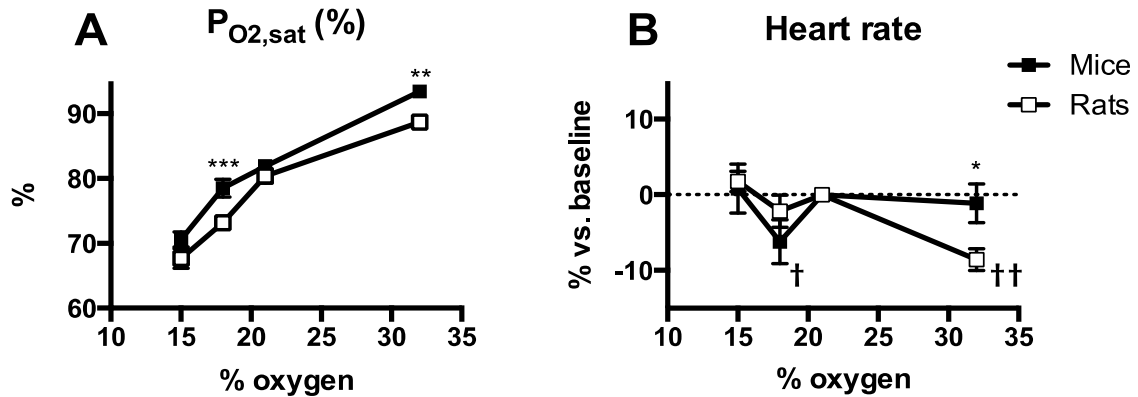 A
P_O2,sat (%)
***
**
90
80
70
60
%
10 15 20 25 30 35
% oxygen
B
Heart rate
Mice
Rats
10
0
-10
% vs. baseline
*
†
††
10 15 20 25 30 35
% oxygen